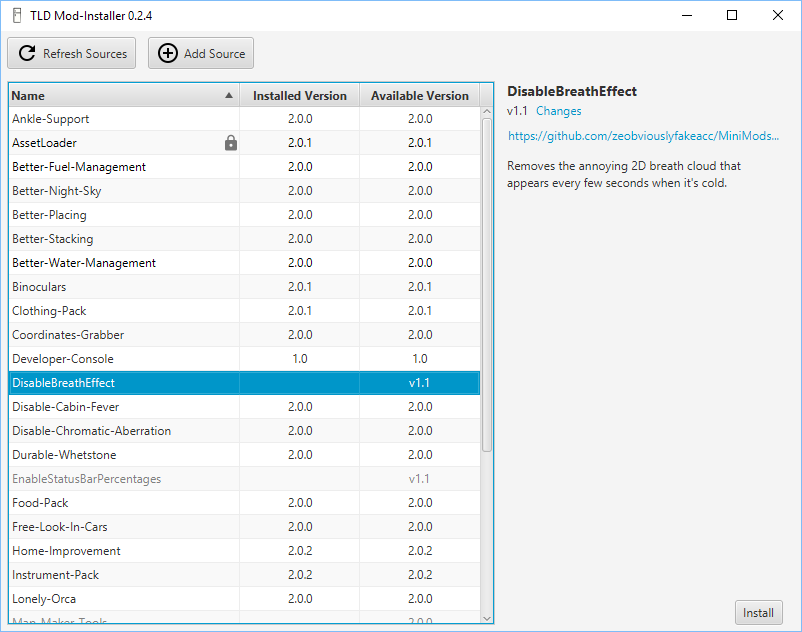 TLD Mod-Installer 0.2.4
Refresh Sources Add Source
Name Installed Version Available Version
Ankle-Support 2.0.0 2.0.0
AssetLoader 2.0.1 2.0.1
Better-Fuel-Management 2.0.0 2.0.0
Better-Night-Sky 2.0.0 2.0.0
Better-Placing 2.0.0 2.0.0
Better-Stacking 2.0.0 2.0.0
Better-Water-Management 2.0.0 2.0.0
Binoculars 2.0.1 2.0.1
Clothing-Pack 2.0.1 2.0.1
Coordinates-Grabber 2.0.0 2.0.0
Developer-Console 1.0 1.0
DisableBreathEffect v1.1
Disable-Cabin-Fever 2.0.0 2.0.0
Disable-Chromatic-Aberration 2.0.0 2.0.0
Durable-Whetstone 2.0.0 2.0.0
EnableStatusBarPercentages v1.1
Food-Pack 2.0.0 2.0.0
Free-Look-In-Cars 2.0.0 2.0.0
Home-Improvement 2.0.2 2.0.2
Instrument-Pack 2.0.2 2.0.2
Lonely-Orca 2.0.0 2.0.0
Map-Maker-Tools 2.0.0
DisableBreathEffect
v1.1 Changes
https://github.com/zeobviouslyfakeacc/MiniMods...
Removes the annoying 2D breath cloud that
appears every few seconds when it's cold.
Install